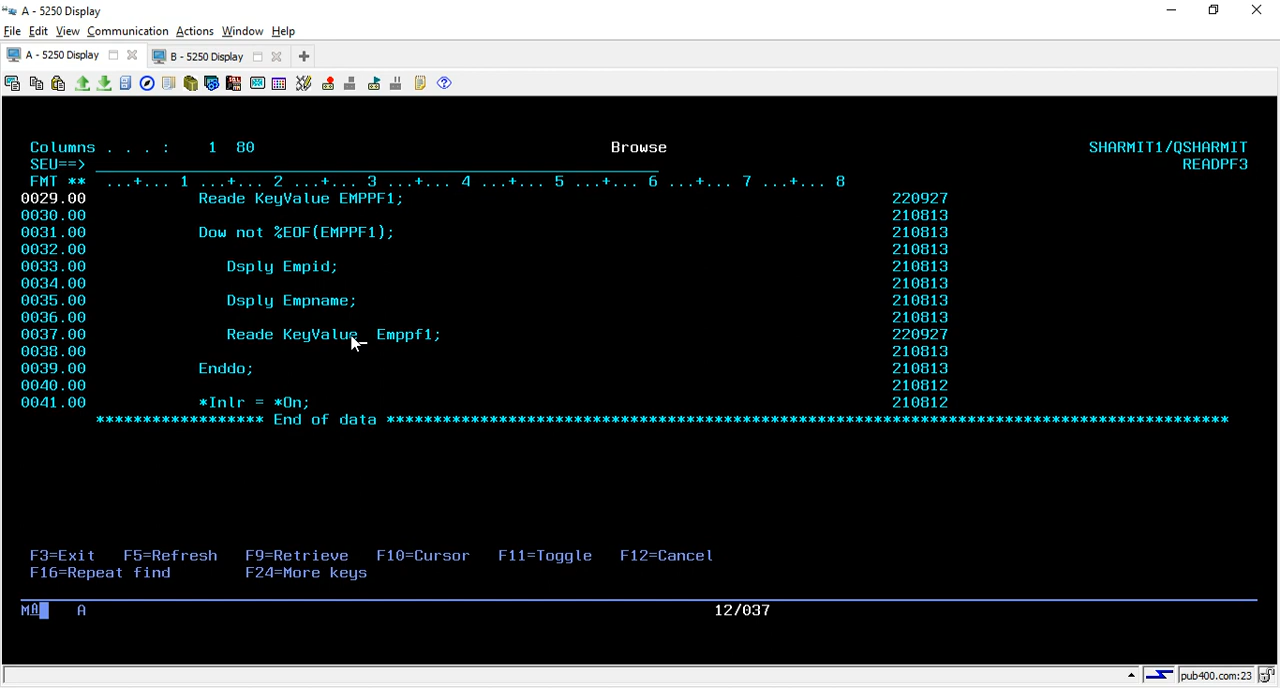 A - 5250 Display
File Edit View Communication Actions Window Help
A - 5250 Display B - 5250 Display
Columns . . . : 1 80 Browse SHARMIT1/QSHARMIT
SEU==> READPF3
FMT ** ...+... 1 ...+... 2 ...+... 3 ...+... 4 ...+... 5 ...+... 6 ...+... 7 ...+... 8
0029.00 Reade KeyValue EMPPF1; 220927
0030.00 210813
0031.00 Dow not %EOF(EMPPF1); 210813
0032.00 210813
0033.00 Dsply Empid; 210813
0034.00 210813
0035.00 Dsply Empname; 210813
0036.00 210813
0037.00 Reade KeyValue Emppf1; 220927
0038.00 210813
0039.00 Enddo; 210813
0040.00 210812
0041.00 *Inlr = *On; 210812
****************** End of data ******************************************************************************************
F3=Exit F5=Refresh F9=Retrieve F10=Cursor F11=Toggle F12=Cancel
F16=Repeat find F24=More keys
MA A 12/037
pub400.com:23